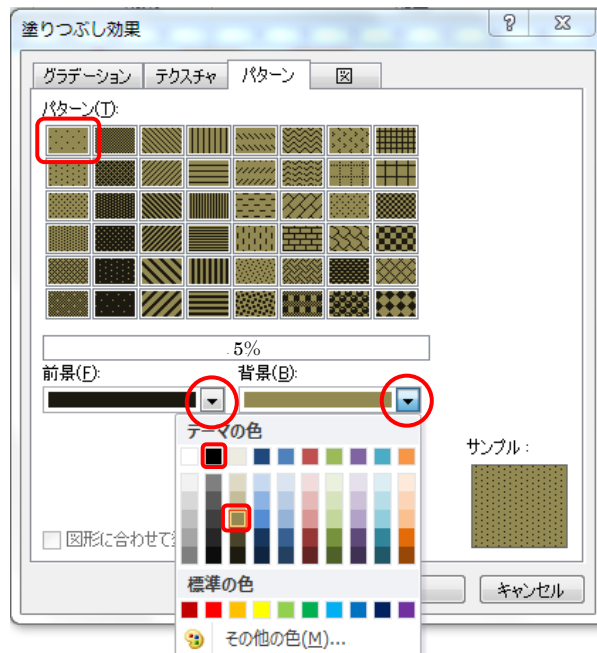 塗りつぶし効果
グラデーション テクスチャ パターン 図
パターン(T):
5%
前景(F): 背景(B):
テーマの色
サンプル:
図形に合わせて
標準の色
キャンセル
その他の色(M)...